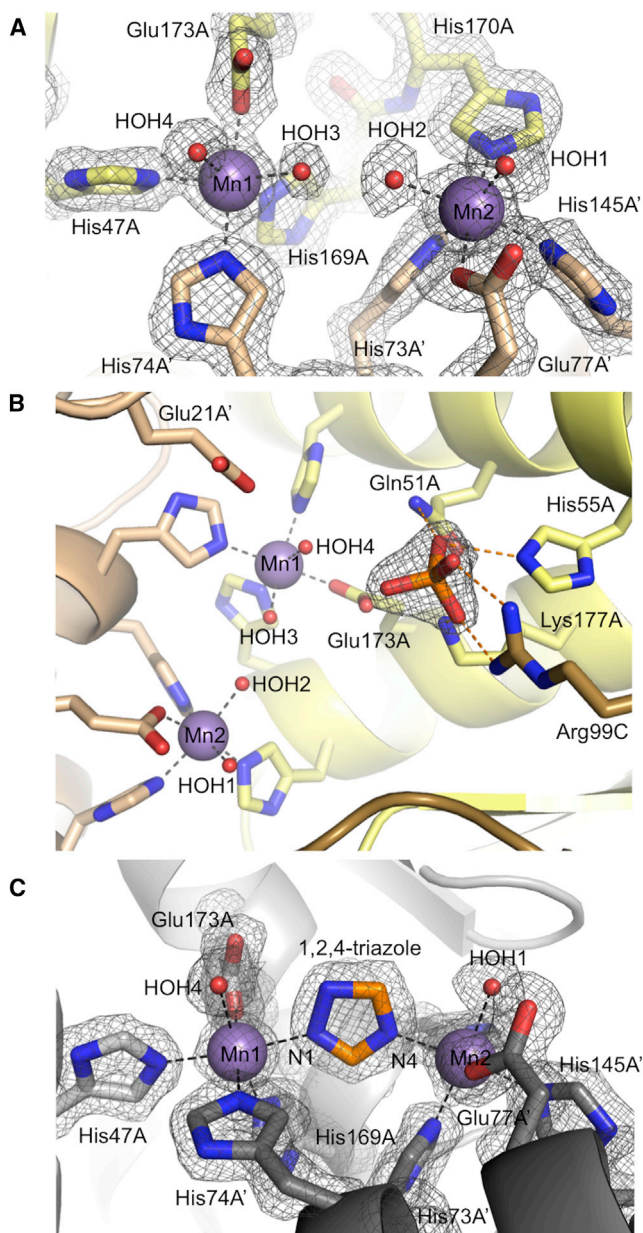 A
Glu173A
His170A
HOH4
HOH3
HOH2
HOH1
Mn1
Mn2
His47A
His169A
His145A'
His74A'
His73A'
Glu77A'
B
Glu21A'
Gln51A
His55A
HOH4
Mn1
Lys177A
HOH3
Glu173A
HOH2
Arg99C
Mn2
HOH1
C
Glu173A
1,2,4-triazole
HOH4
HOH1
Mn1
N1
N4
Mn2
His145A'
His47A
His169A
Glu77A'
His74A'
His73A'